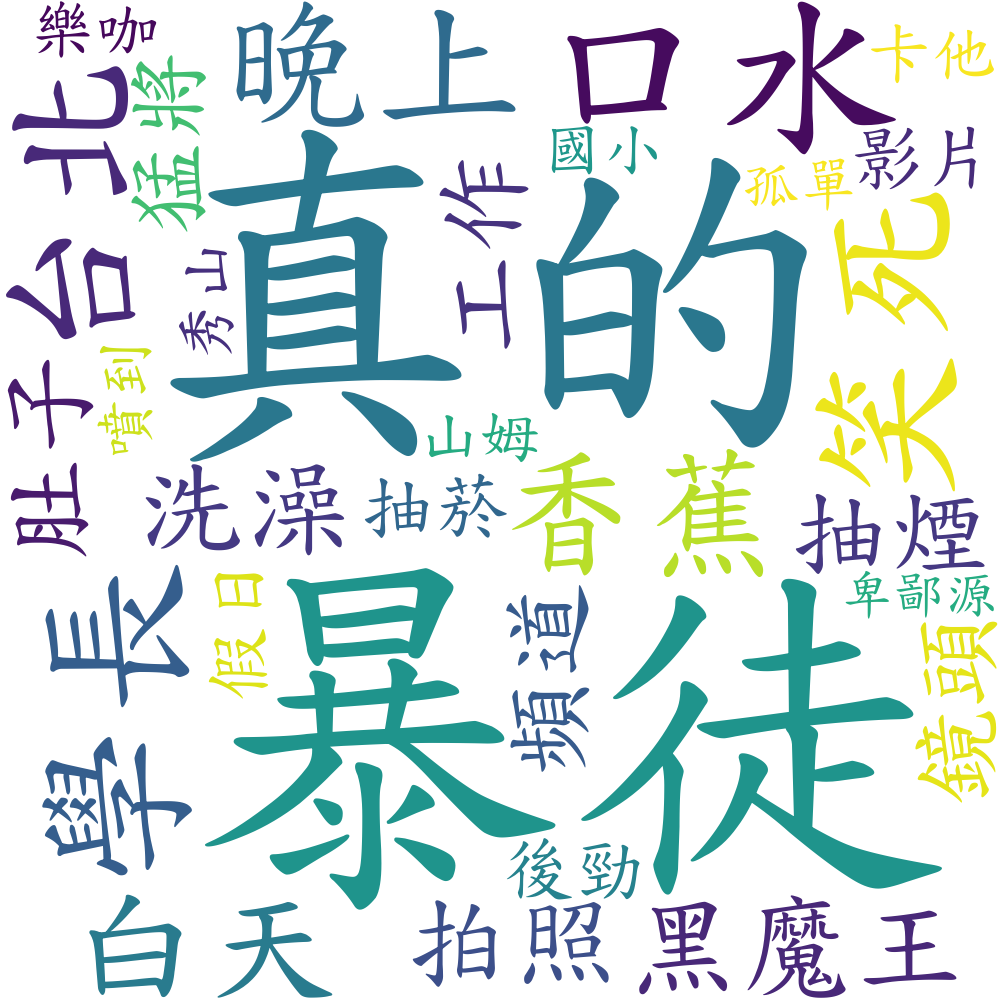 樂咖
晚上
口水
卡他
台北
猛將
國小
影片
孤單
工作
真的
秀山
笑死
肚子
噴到
山姆
洗澡
抽菸
香蕉
抽煙
學長
假日
暴徒
頻道
卑鄙源
鏡頭
後勁
白天
拍照
黑魔王